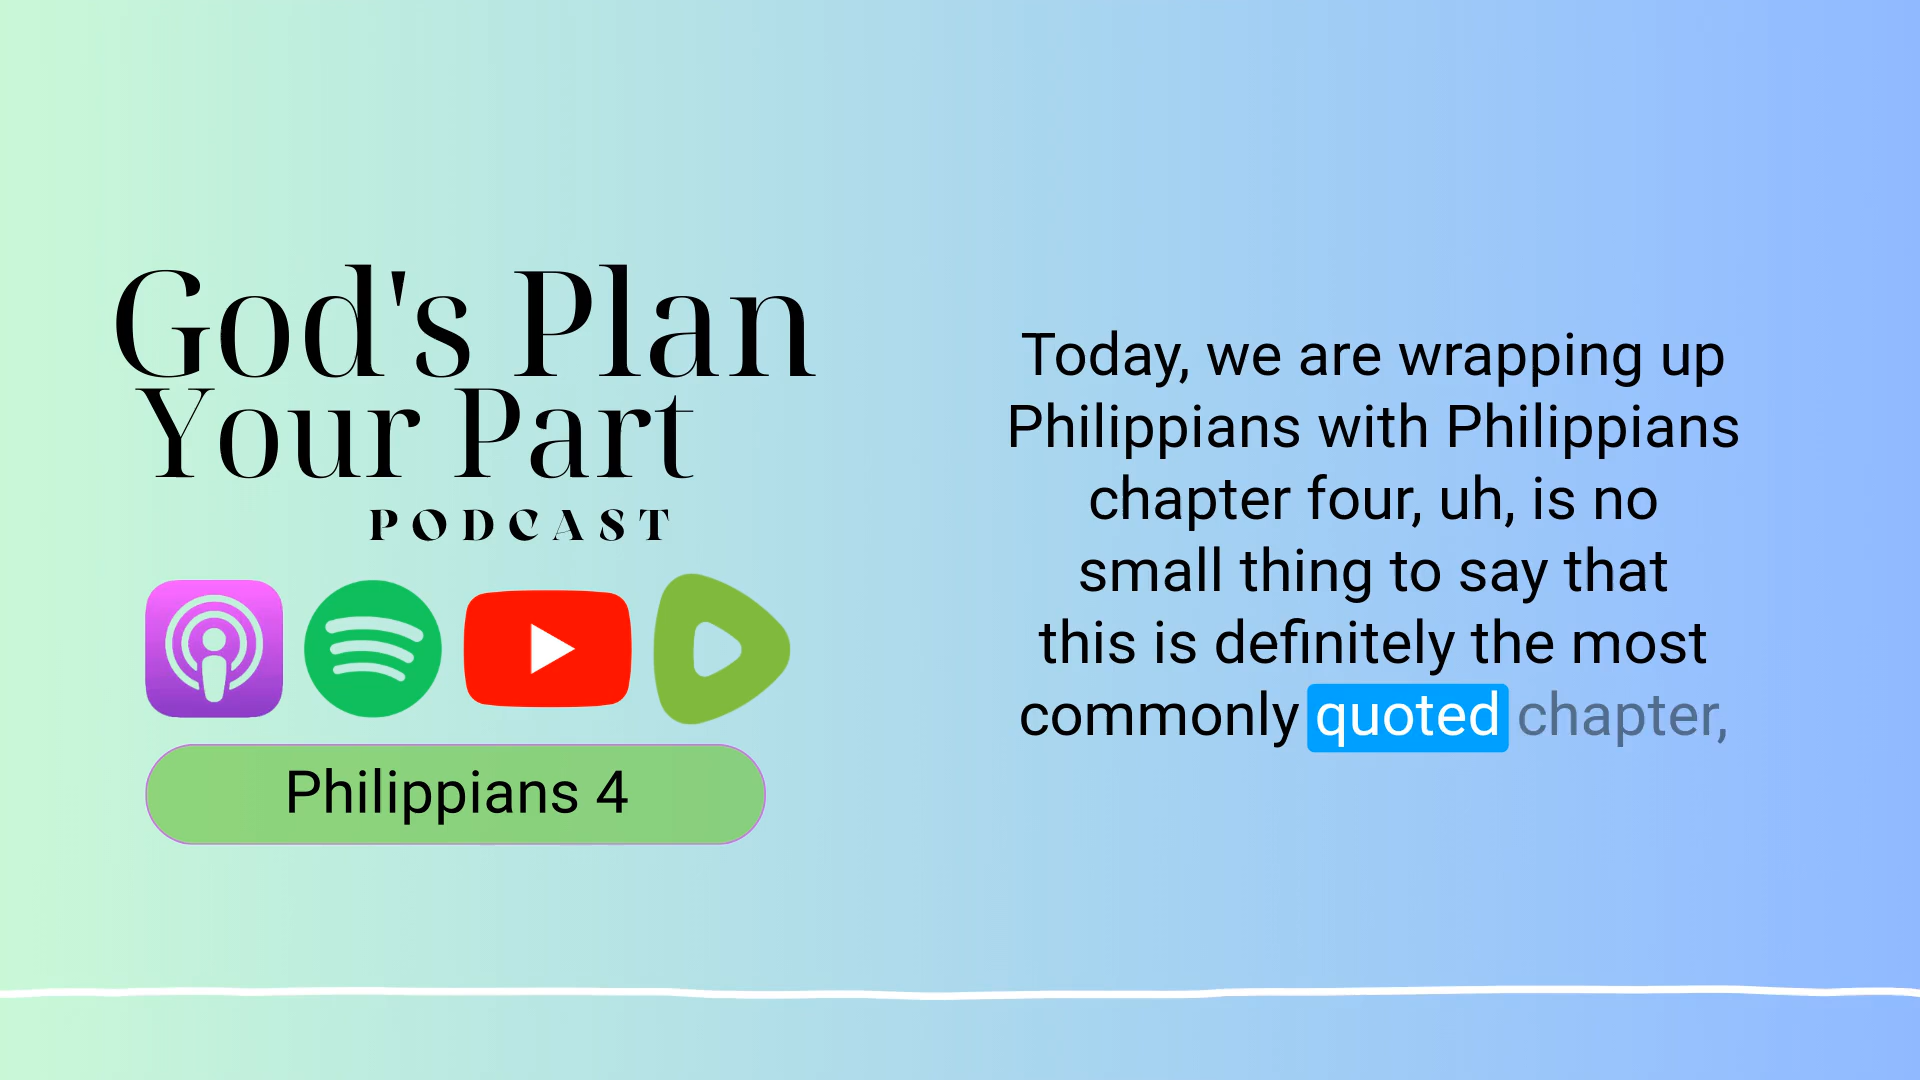 God's Plan
Your Part
PODCAST
Philippians 4
Today, we are wrapping up
Philippians with Philippians
chapter four, uh, is no
small thing to say that
this is definitely the most
commonly quoted chapter,